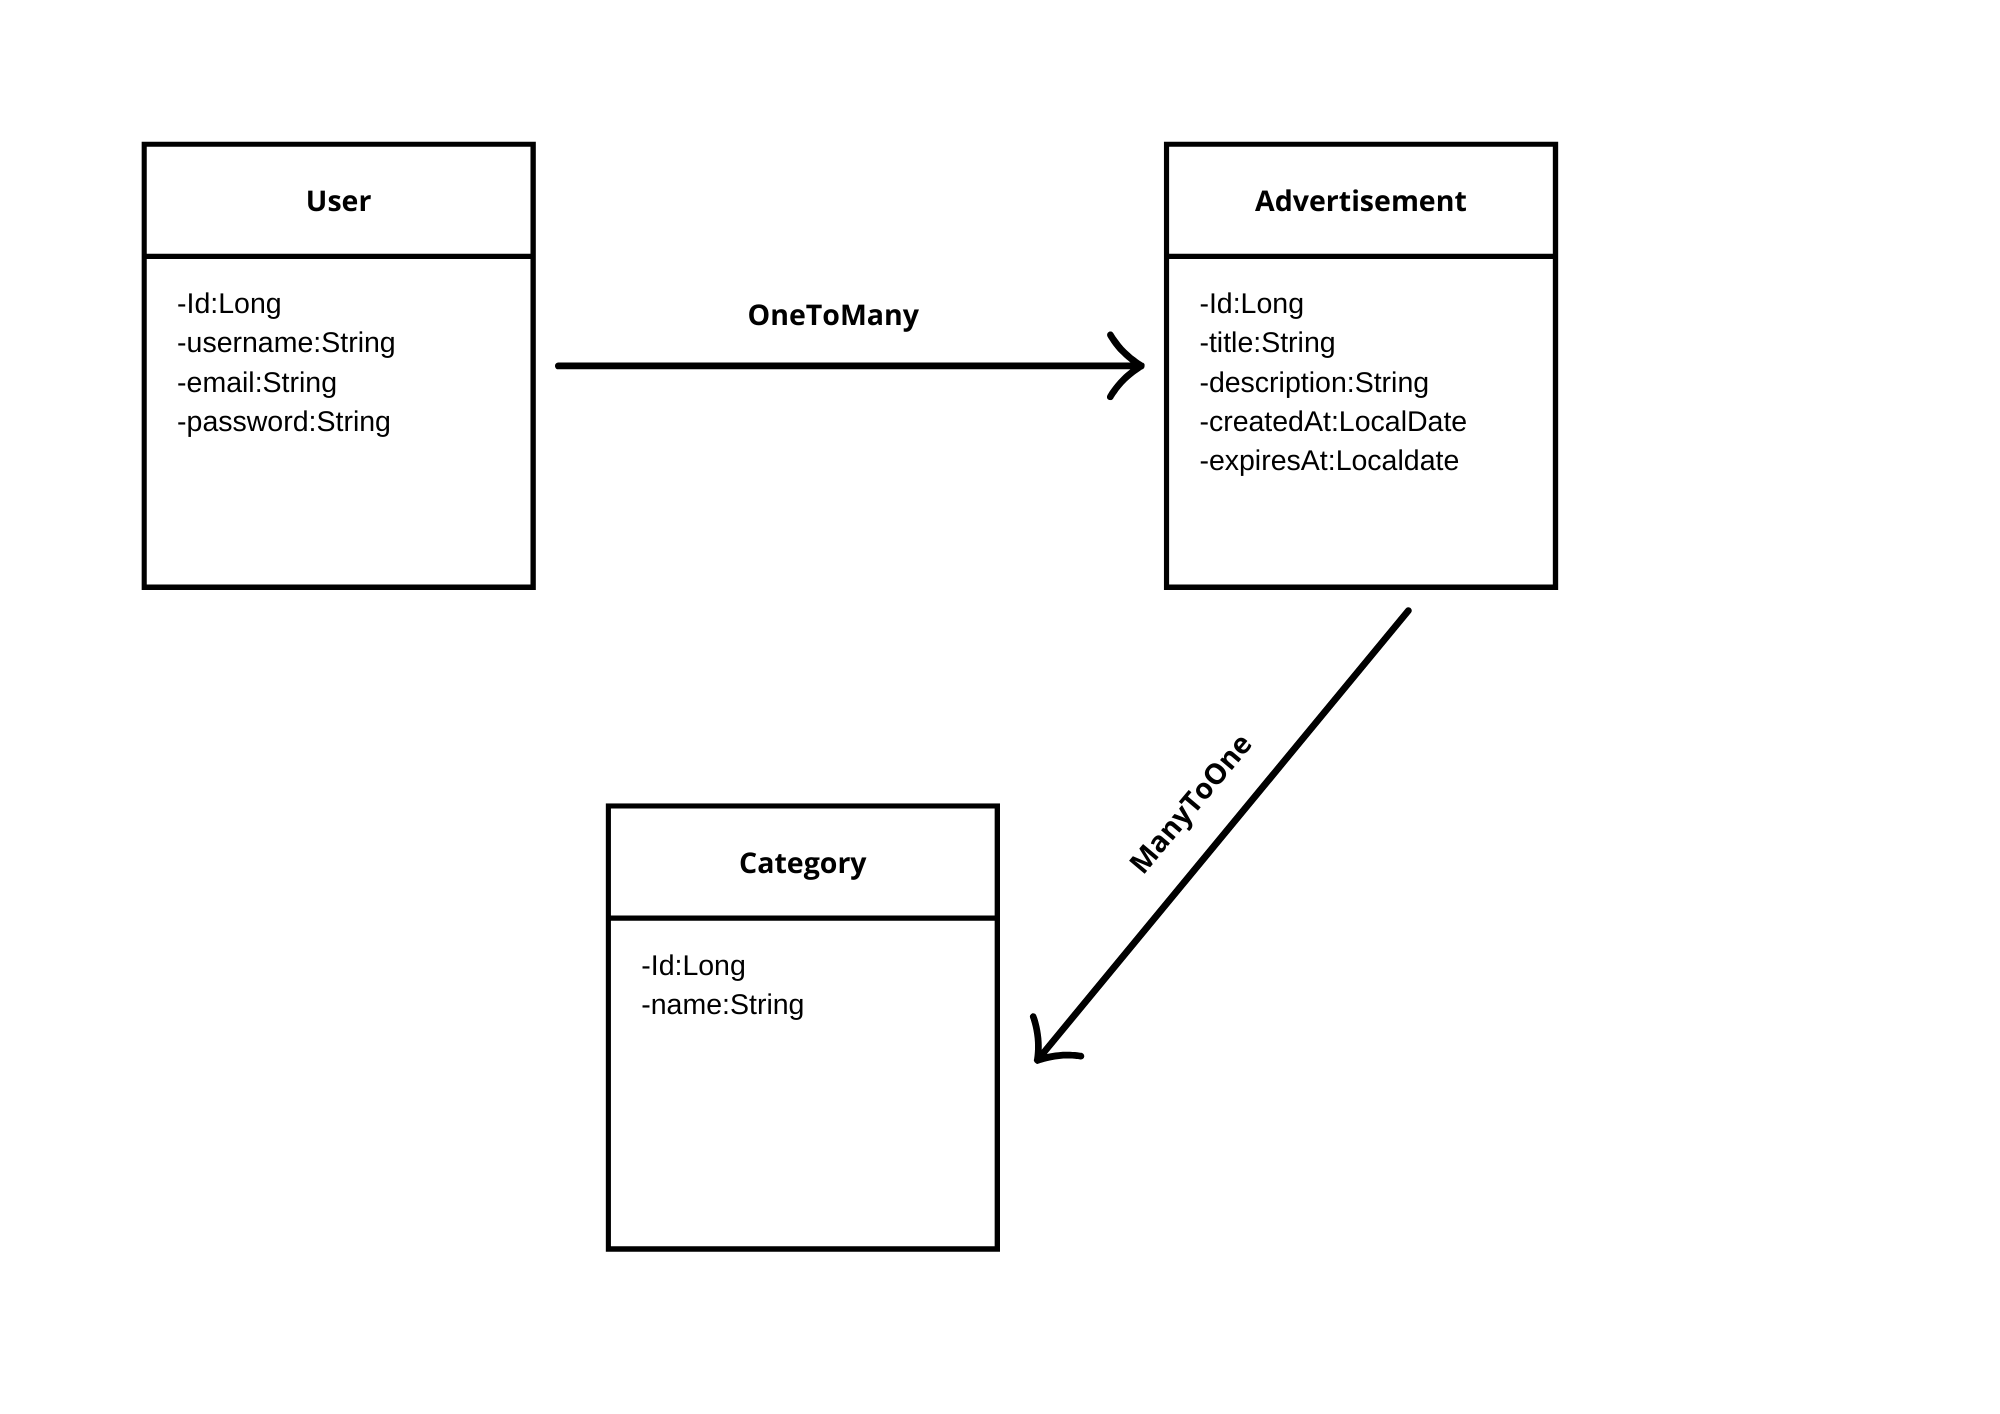 User
-Id:Long
-username:String
-email:String
-password:String
OneToMany
Advertisement
-Id:Long
-title:String
-description:String
-createdAt:LocalDate
-expiresAt:Localdate
ManyToOne
Category
-Id:Long
-name:String